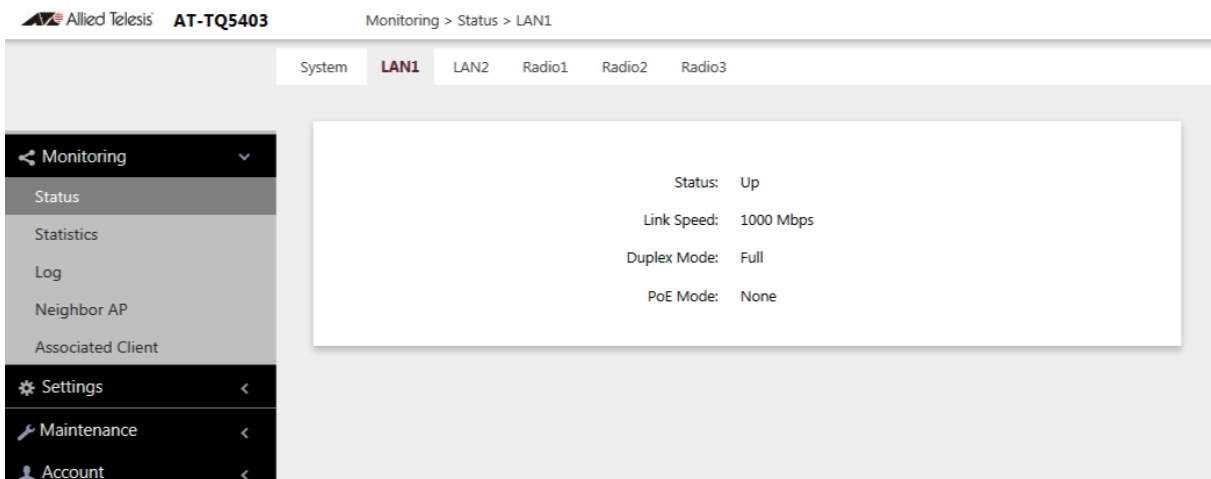 Allied Telesis AT-TQ5403 Monitoring > Status > LAN1
System LAN1 LAN2 Radio1 Radio2 Radio3
Monitoring
Status
Statistics
Log
Neighbor AP
Associated Client
Settings
Maintenance
Account
Status: Up
Link Speed: 1000 Mbps
Duplex Mode: Full
PoE Mode: None